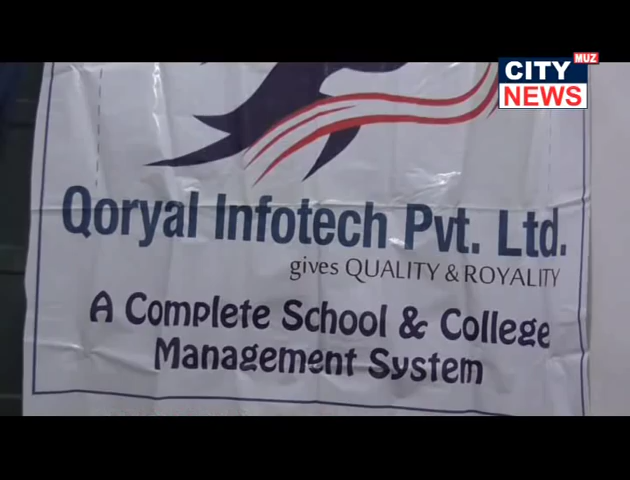 MUZ
CITY
NEWS
Qoryal Infotech Pvt. Ltd.
gives QUALITY & ROYALITY
A Complete School & College
Management System